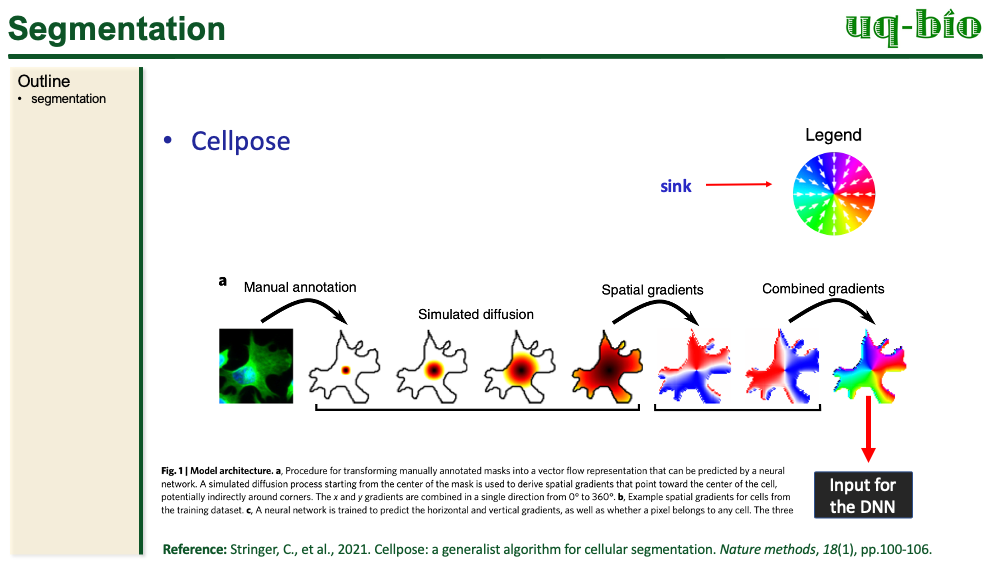 Segmentation
uq-bio
Outline
• segmentation
• Cellpose
Legend
sink
a
Manual annotation
Simulated diffusion
Spatial gradients
Combined gradients
Fig. 1 | Model architecture. a, Procedure for transforming manually annotated masks into a vector flow representation that can be predicted by a neural
network. A simulated diffusion process starting from the center of the mask is used to derive spatial gradients that point toward the center of the cell,
potentially indirectly around corners. The x and y gradients are combined in a single direction from 0° to 360°. b, Example spatial gradients for cells from
the training dataset. c, A neural network is trained to predict the horizontal and vertical gradients, as well as whether a pixel belongs to any cell. The three
Input for
the DNN
Reference: Stringer, C., et al., 2021. Cellpose: a generalist algorithm for cellular segmentation. Nature methods, 18(1), pp.100-106.